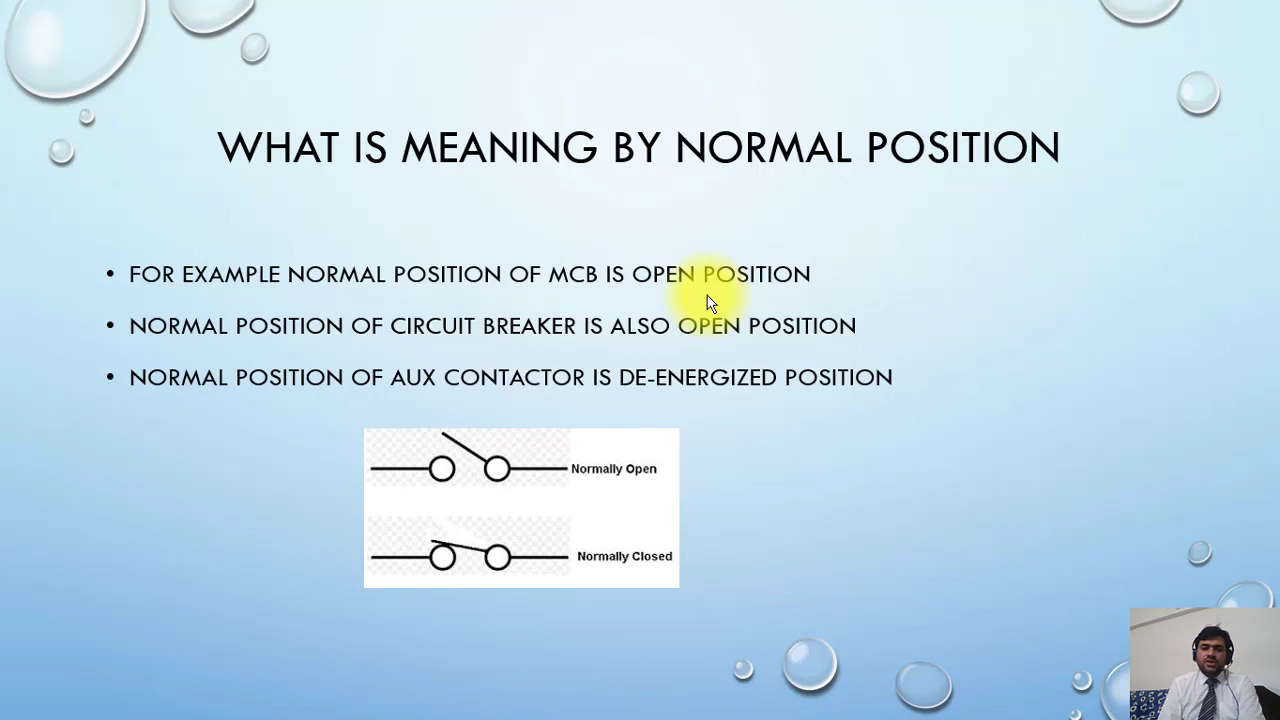 WHAT IS MEANING BY NORMAL POSITION
• FOR EXAMPLE NORMAL POSITION OF MCB IS OPEN POSITION
• NORMAL POSITION OF CIRCUIT BREAKER IS ALSO OPEN POSITION
• NORMAL POSITION OF AUX CONTACTOR IS DE-ENERGIZED POSITION
Normally Open
Normally Closed